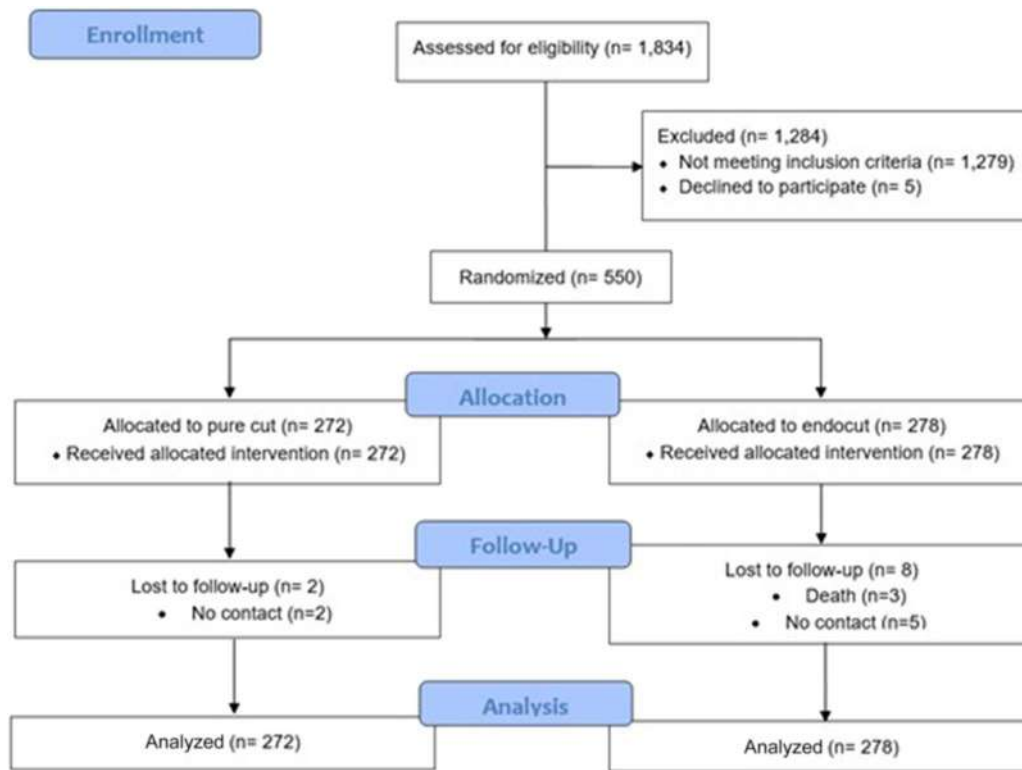 Enrollment
Assessed for eligibility (n= 1,834)
Excluded (n= 1,284)
⬥ Not meeting inclusion criteria (n= 1,279)
⬥ Declined to participate (n= 5)
Randomized (n= 550)
Allocation
Allocated to pure cut (n= 272)
⬥ Received allocated intervention (n= 272)
Allocated to endocut (n= 278)
⬥ Received allocated intervention (n= 278)
Follow-Up
Lost to follow-up (n= 2)
• No contact (n=2)
Lost to follow-up (n= 8)
• Death (n=3)
• No contact (n=5)
Analysis
Analyzed (n= 272)
Analyzed (n= 278)